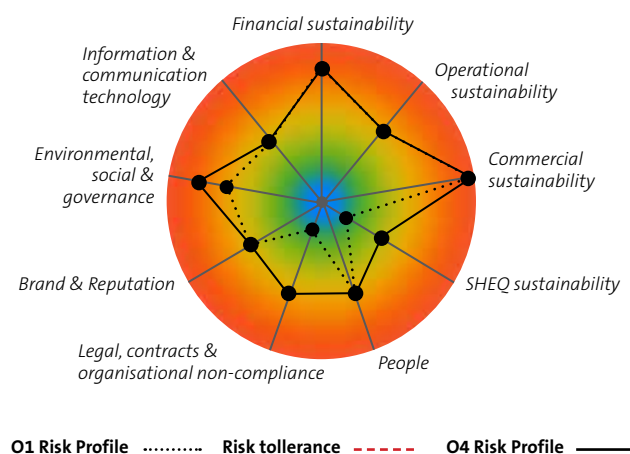 Financial sustainability
Information &
communication
technology
Operational
sustainability
Environmental,
social &
governance
Commercial
sustainability
Brand & Reputation
SHEQ sustainability
Legal, contracts &
organisational non-compliance
People
O1 Risk Profile
Risk tollerance
O4 Risk Profile